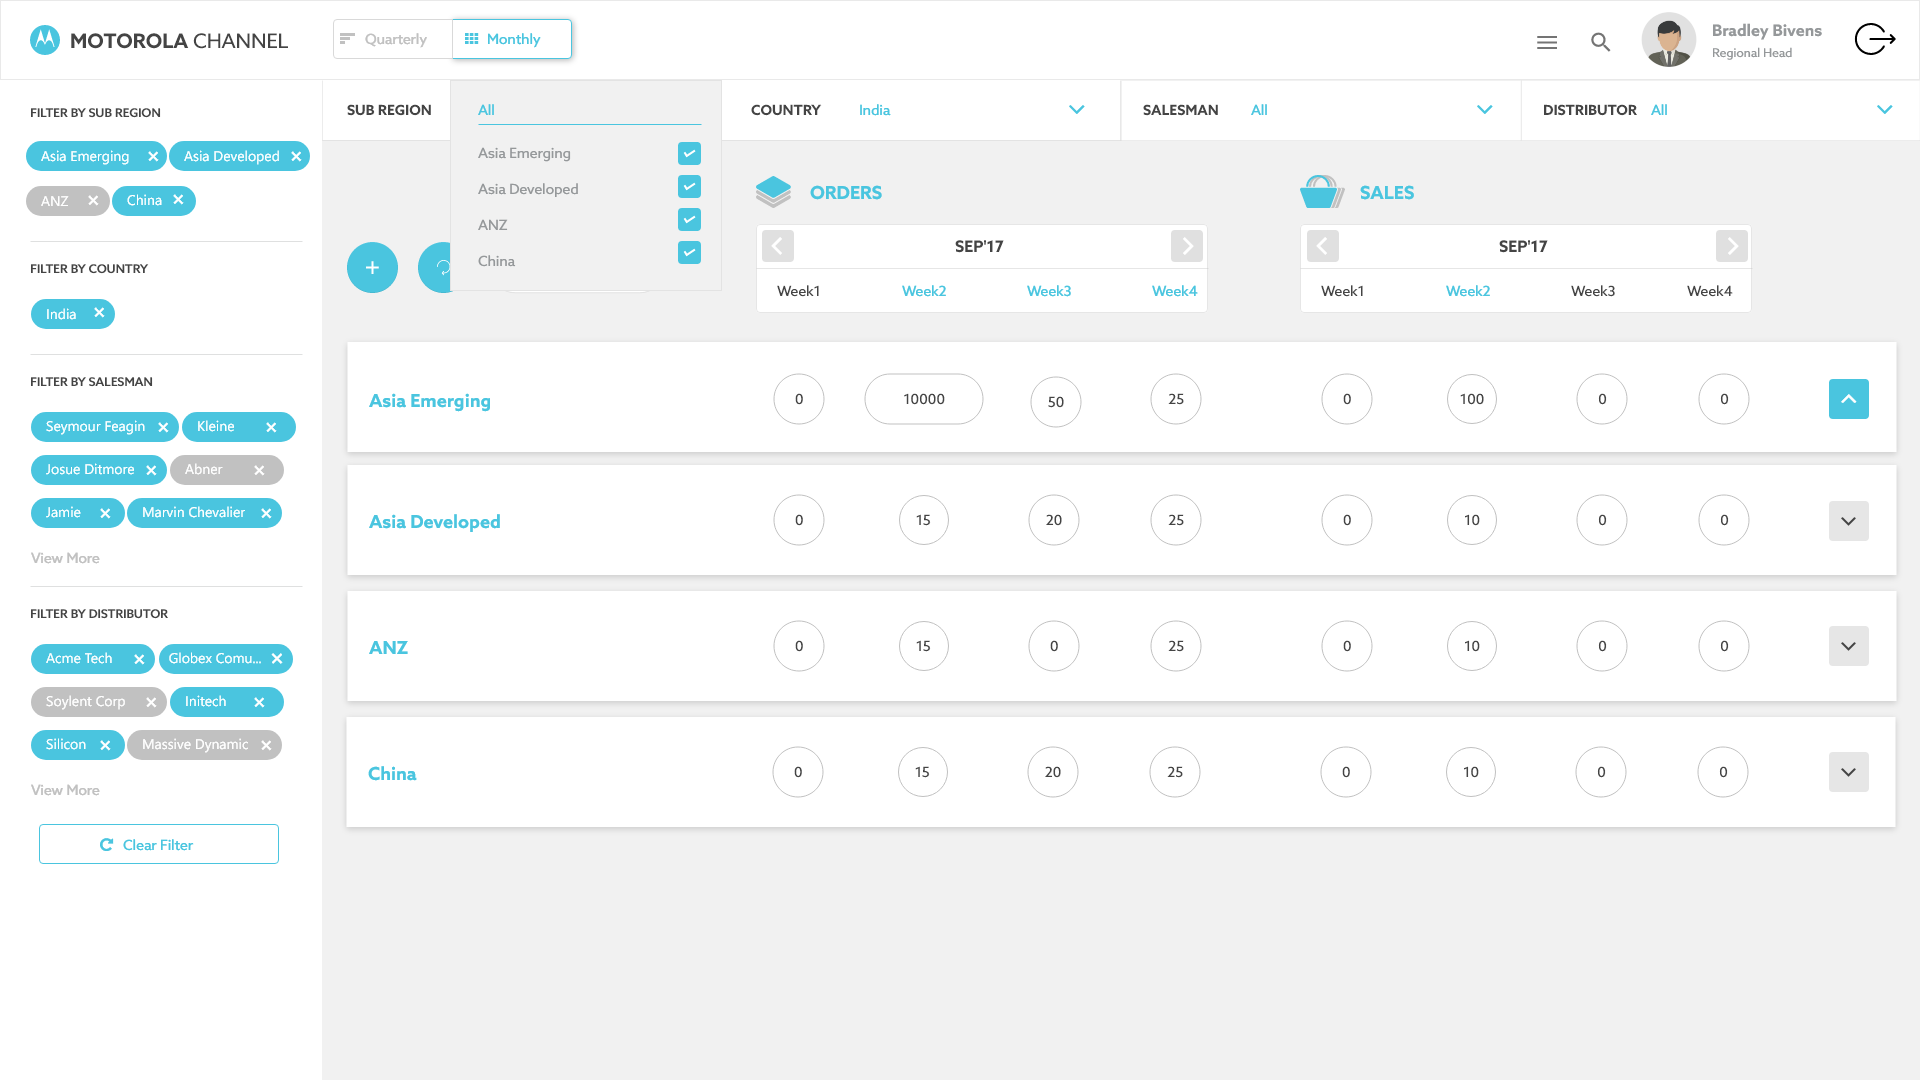 MOTOROLA CHANNEL
Quarterly
Monthly
Bradley Bivens
Regional Head
FILTER BY SUB REGION
Asia Emerging
Asia Developed
ANZ
China
FILTER BY COUNTRY
India
FILTER BY SALESMAN
Seymour Feagin
Kleine
Josue Ditmore
Abner
Jamie
Marvin Chevalier
View More
FILTER BY DISTRIBUTOR
Acme Tech
Globex Comu...
Soylent Corp
Initech
Silicon
Massive Dynamic
View More
Clear Filter
SUB REGION
All
Asia Emerging
Asia Developed
ANZ
China
COUNTRY
India
SALESMAN
All
DISTRIBUTOR
All
ORDERS
SEP'17
Week1 Week2 Week3 Week4
SALES
SEP'17
Week1 Week2 Week3 Week4
Asia Emerging 0 10000 50 25 0 100 0 0
Asia Developed 0 15 20 25 0 10 0 0
ANZ 0 15 0 25 0 10 0 0
China 0 15 20 25 0 10 0 0